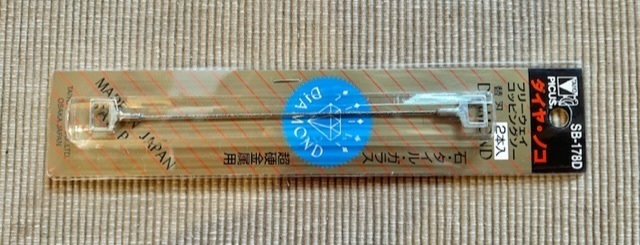 PICUS
ダイヤ・ノコ
SB-178D
フリーウェイ
コッピングソー
替刃
2本入
DIAMOND
石・タイル・ガラス
超硬金属用
MADE IN JAPAN
OSAKA JAPAN